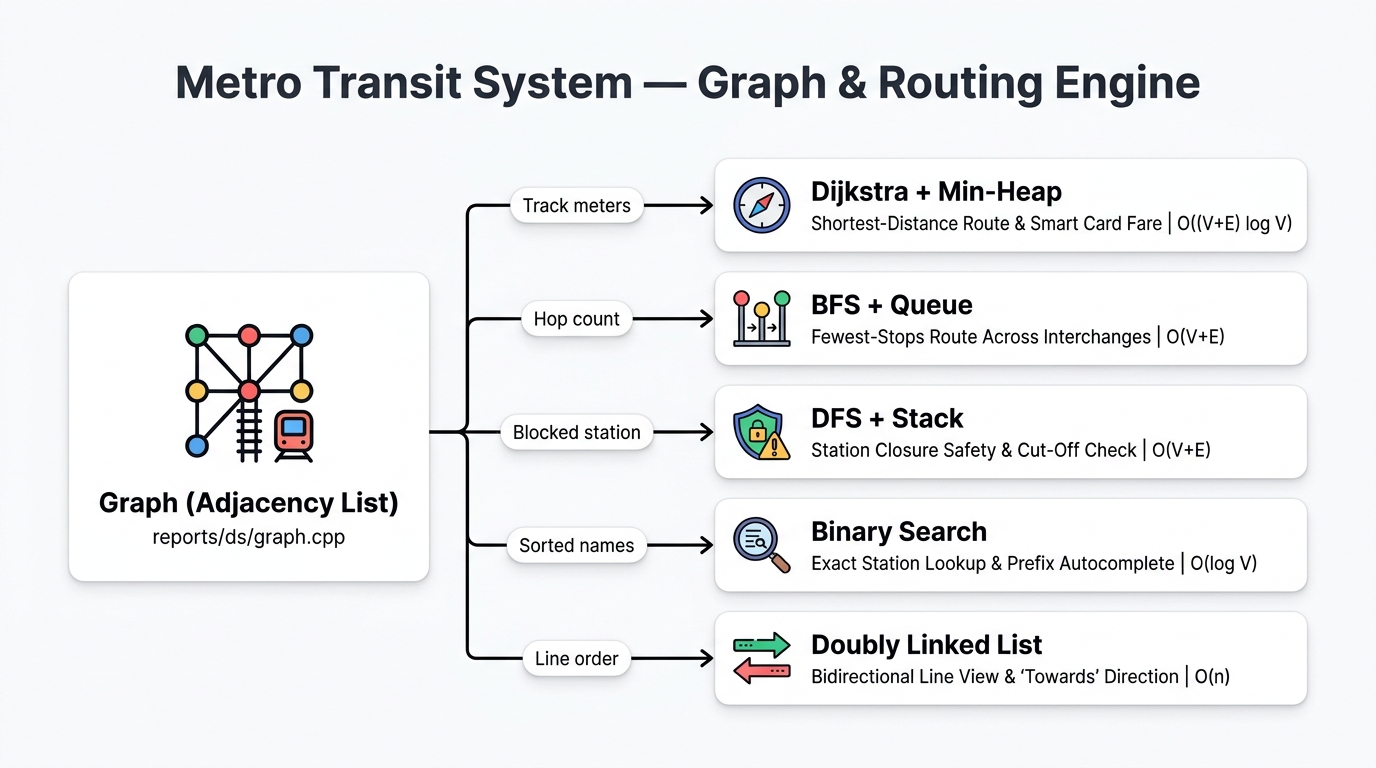 Metro Transit System — Graph & Routing Engine
Graph (Adjacency List)
reports/ds/graph.cpp
Track meters
Dijkstra + Min-Heap
Shortest-Distance Route & Smart Card Fare | O((V+E) log V)
Hop count
BFS + Queue
Fewest-Stops Route Across Interchanges | O(V+E)
Blocked station
DFS + Stack
Station Closure Safety & Cut-Off Check | O(V+E)
Sorted names
Binary Search
Exact Station Lookup & Prefix Autocomplete | O(log V)
Line order
Doubly Linked List
Bidirectional Line View & ‘Towards’ Direction | O(n)